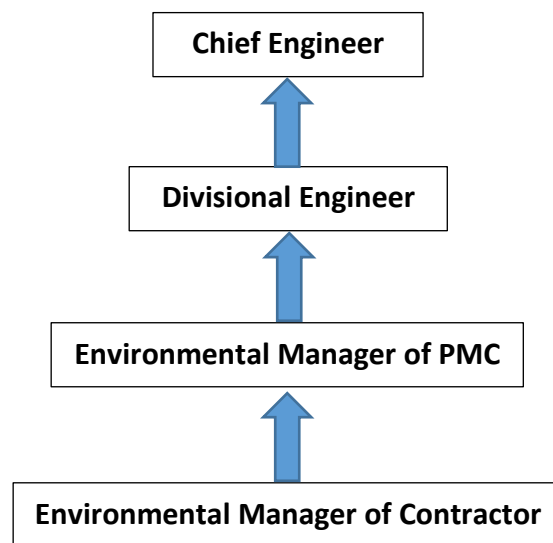 Chief Engineer
Divisional Engineer
Environmental Manager of PMC
Environmental Manager of Contractor